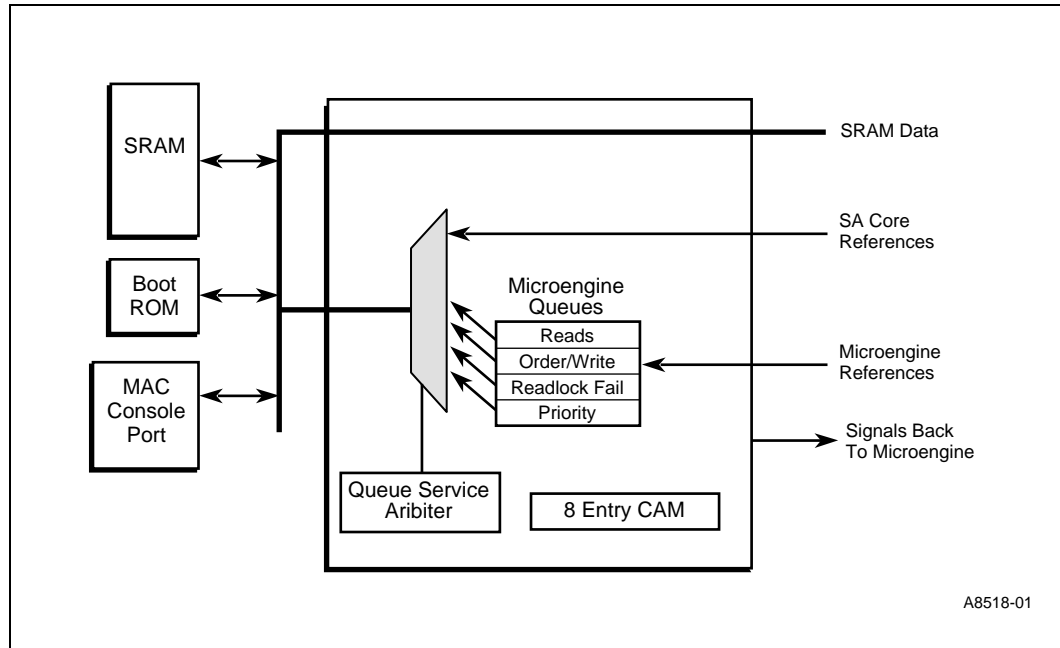 SRAM
Boot
ROM
MAC
Console
Port
Microengine
Queues
Reads
Order/Write
Readlock Fail
Priority
Queue Service
Aribiter
8 Entry CAM
SRAM Data
SA Core
References
Microengine
References
Signals Back
To Microengine
A8518-01